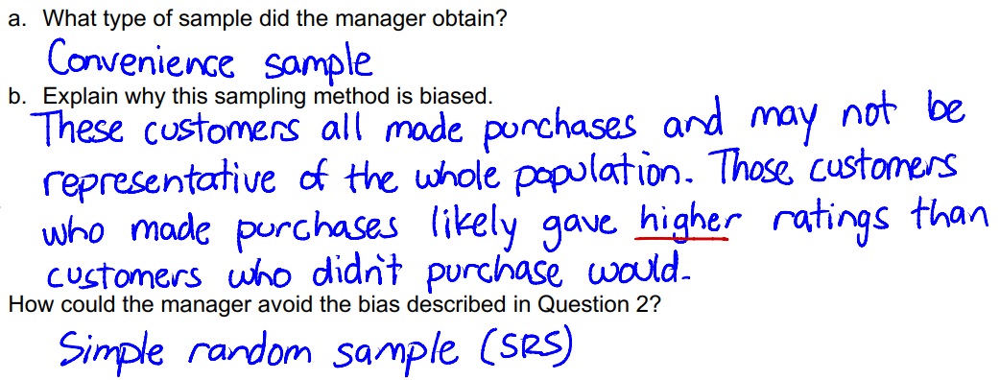 a. What type of sample did the manager obtain?
Convenience sample
b. Explain why this sampling method is biased.
These customers all made purchases and may not be
representative of the whole population. Those customers
who made purchases likely gave higher ratings than
customers who didn't purchase would.
How could the manager avoid the bias described in Question 2?
Simple random sample (SRS)